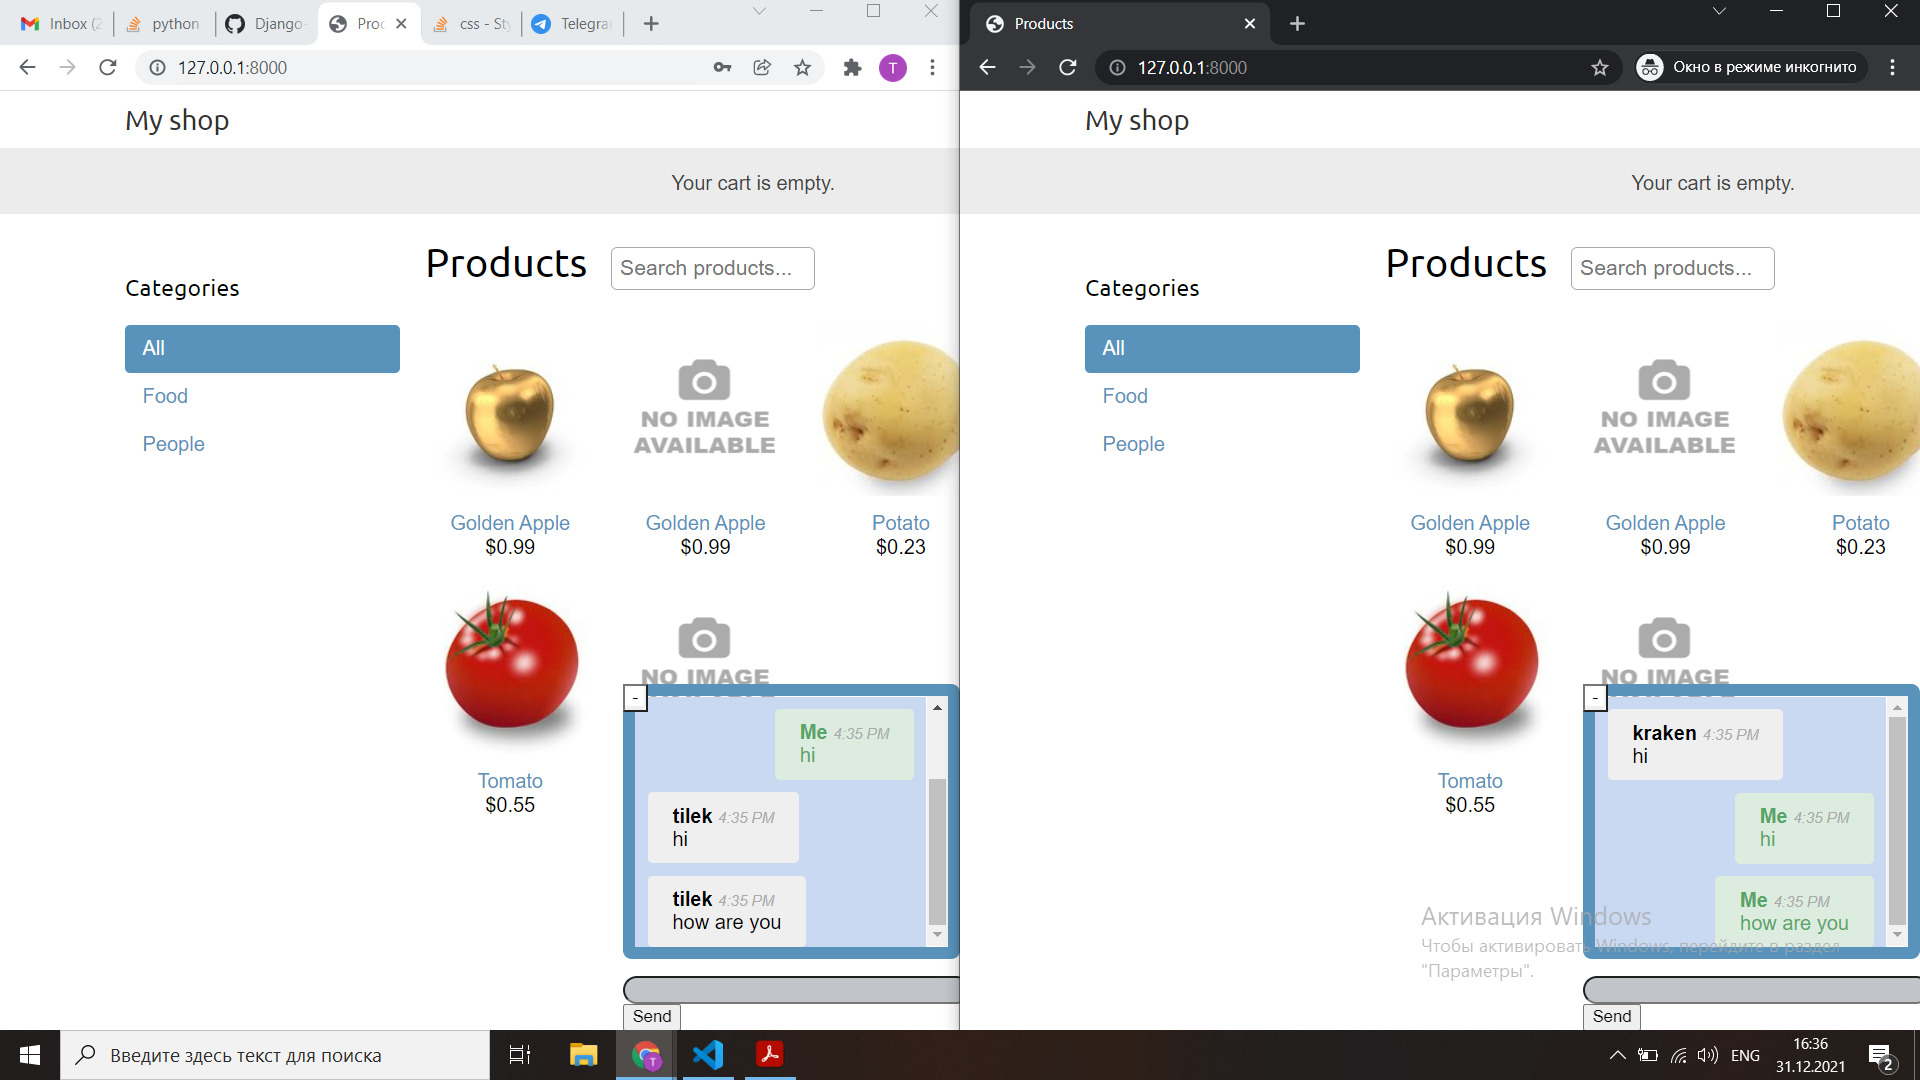 Inbox (2
python
Django-
Proc
css - Sty
Telegra
127.0.0.1:8000
T
My shop
Your cart is empty.
Products
Search products...
Categories
All
Food
People
NO IMAGE
AVAILABLE
Golden Apple
$0.99
Golden Apple
$0.99
Potato
$0.23
NO IMAGE
Tomato
$0.55
-
Me 4:35 PM
hi
tilek 4:35 PM
hi
tilek 4:35 PM
how are you
Send
Products
127.0.0.1:8000
Окно в режиме инкогнито
My shop
Your cart is empty.
Products
Search products...
Categories
All
Food
People
NO IMAGE
AVAILABLE
Golden Apple
$0.99
Golden Apple
$0.99
Potato
$0.23
NO IMAGE
Tomato
$0.55
-
kraken 4:35 PM
hi
Me 4:35 PM
hi
Me 4:35 PM
how are you
Активация Windows
Чтобы активировать Windows, перейдите в раздел
"Параметры".
Send
Введите здесь текст для поиска
T
ENG
16:36
31.12.2021
2